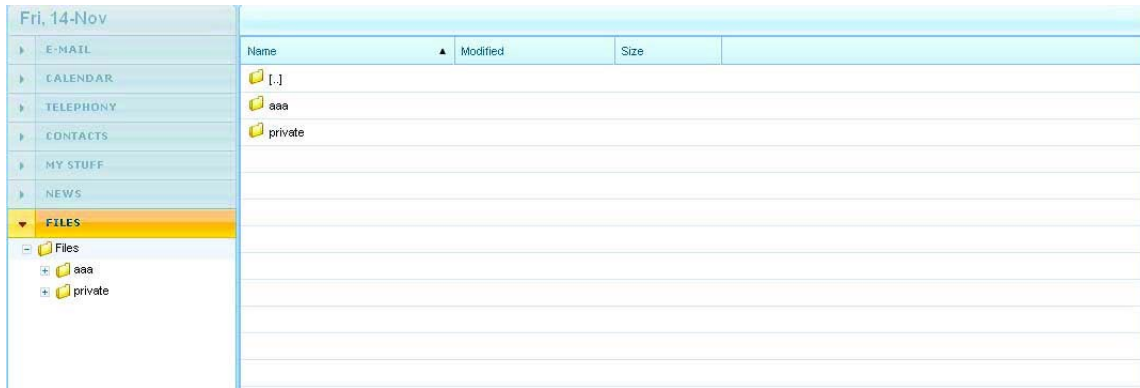 Fri, 14-Nov
E-MAIL
CALENDAR
TELEPHONY
CONTACTS
MY STUFF
NEWS
FILES
Files
aaa
private
Name Modified Size
[..]
aaa
private